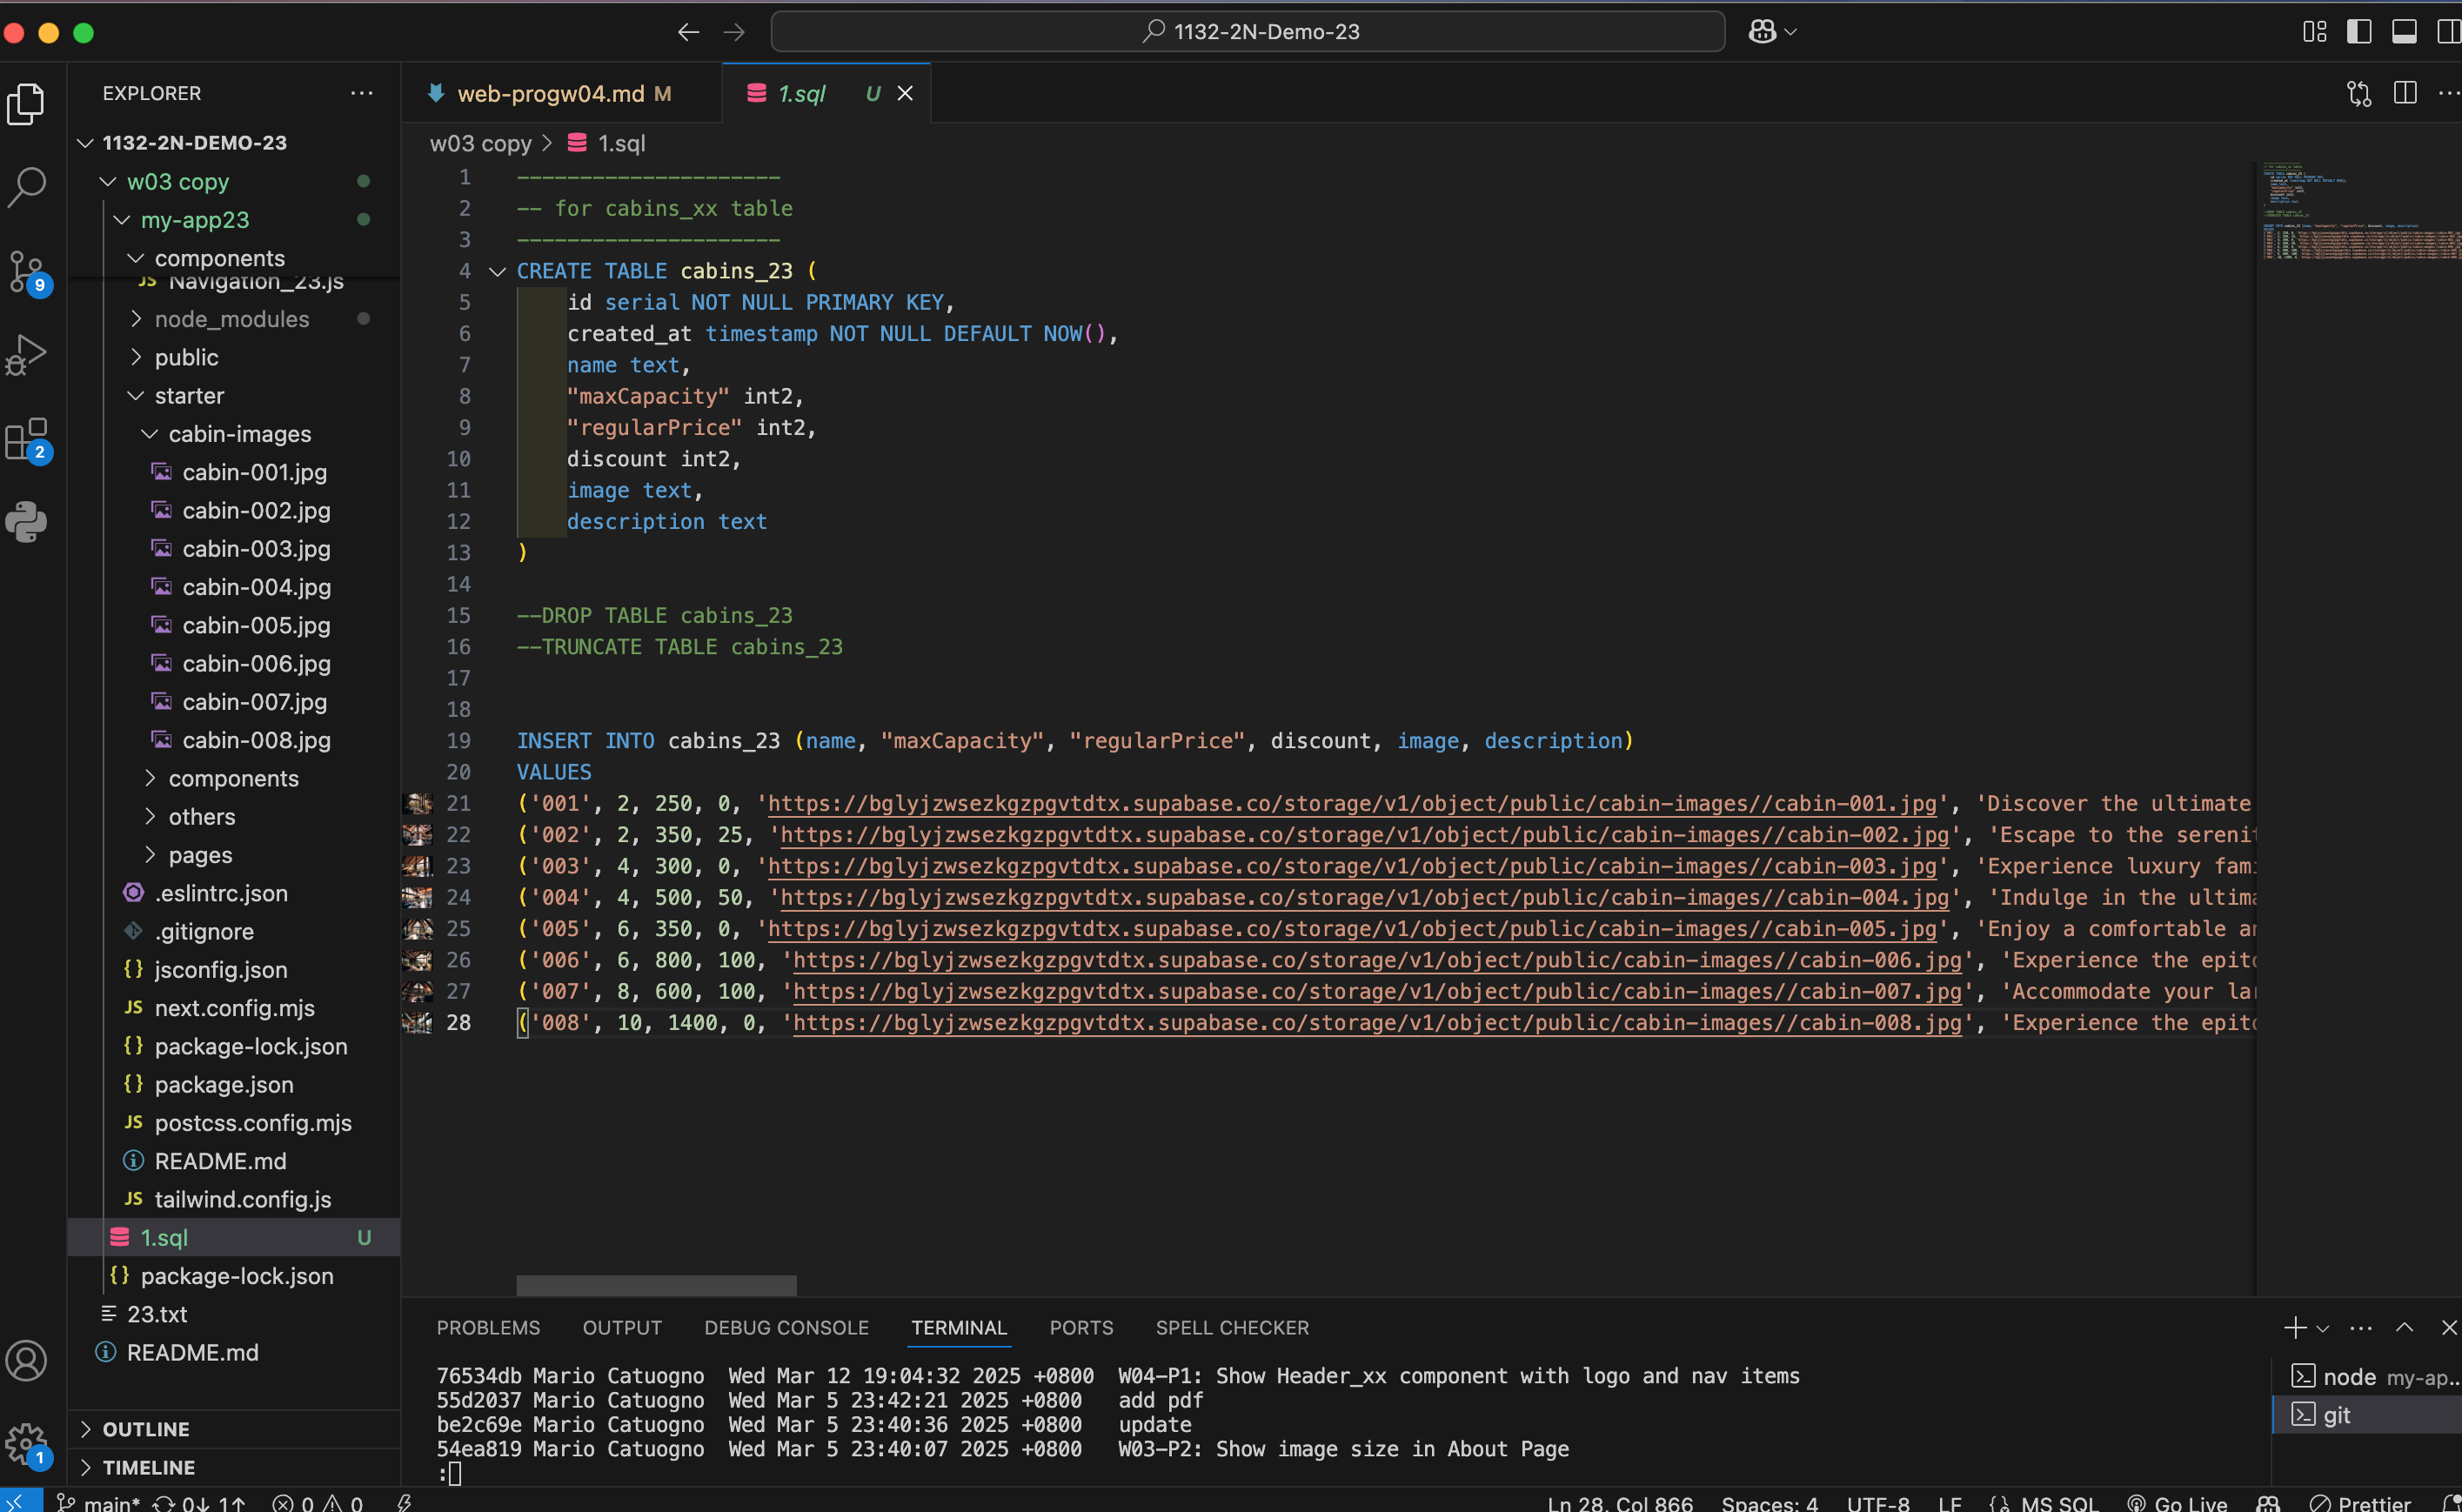 1132-2N-Demo-23
EXPLORER
1132-2N-DEMO-23
w03 copy
my-app23
components
JS Navigation_23.js
node_modules
public
starter
cabin-images
cabin-001.jpg
cabin-002.jpg
cabin-003.jpg
cabin-004.jpg
cabin-005.jpg
cabin-006.jpg
cabin-007.jpg
cabin-008.jpg
components
others
pages
.eslintrc.json
.gitignore
{} jsconfig.json
JS next.config.mjs
{} package-lock.json
{} package.json
JS postcss.config.mjs
README.md
JS tailwind.config.js
1.sql U
{} package-lock.json
23.txt
README.md
OUTLINE
TIMELINE
9
2
1
web-progw04.md M
1.sql U
w03 copy > 1.sql
1 ---------------------
2 -- for cabins_xx table
3 ---------------------
4 CREATE TABLE cabins_23 (
5 id serial NOT NULL PRIMARY KEY,
6 created_at timestamp NOT NULL DEFAULT NOW(),
7 name text,
8 "maxCapacity" int2,
9 "regularPrice" int2,
10 discount int2,
11 image text,
12 description text
13 )
14
15 --DROP TABLE cabins_23
16 --TRUNCATE TABLE cabins_23
17
18
19 INSERT INTO cabins_23 (name, "maxCapacity", "regularPrice", discount, image, description)
20 VALUES
21 ('001', 2, 250, 0, 'https://bglyjzwsezkgzpgvtdtx.supabase.co/storage/v1/object/public/cabin-images//cabin-001.jpg', 'Discover the ultimate
22 ('002', 2, 350, 25, 'https://bglyjzwsezkgzpgvtdtx.supabase.co/storage/v1/object/public/cabin-images//cabin-002.jpg', 'Escape to the serenit
23 ('003', 4, 300, 0, 'https://bglyjzwsezkgzpgvtdtx.supabase.co/storage/v1/object/public/cabin-images//cabin-003.jpg', 'Experience luxury fam
24 ('004', 4, 500, 50, 'https://bglyjzwsezkgzpgvtdtx.supabase.co/storage/v1/object/public/cabin-images//cabin-004.jpg', 'Indulge in the ultima
25 ('005', 6, 350, 0, 'https://bglyjzwsezkgzpgvtdtx.supabase.co/storage/v1/object/public/cabin-images//cabin-005.jpg', 'Enjoy a comfortable a
26 ('006', 6, 800, 100, 'https://bglyjzwsezkgzpgvtdtx.supabase.co/storage/v1/object/public/cabin-images//cabin-006.jpg', 'Experience the epito
27 ('007', 8, 600, 100, 'https://bglyjzwsezkgzpgvtdtx.supabase.co/storage/v1/object/public/cabin-images//cabin-007.jpg', 'Accommodate your la
28 ('008', 10, 1400, 0, 'https://bglyjzwsezkgzpgvtdtx.supabase.co/storage/v1/object/public/cabin-images//cabin-008.jpg', 'Experience the epito
PROBLEMS OUTPUT DEBUG CONSOLE TERMINAL PORTS SPELL CHECKER
76534db Mario Catuogno Wed Mar 12 19:04:32 2025 +0800 W04-P1: Show Header_xx component with logo and nav items
55d2037 Mario Catuogno Wed Mar 5 23:42:21 2025 +0800 add pdf
be2c69e Mario Catuogno Wed Mar 5 23:40:36 2025 +0800 update
54ea819 Mario Catuogno Wed Mar 5 23:40:07 2025 +0800 W03-P2: Show image size in About Page
:
node my-ap...
git
main* 0↓ 1↑ 0 0
Ln 28, Col 866 Spaces: 4 UTF-8 LF MS SQL Go Live Prettier